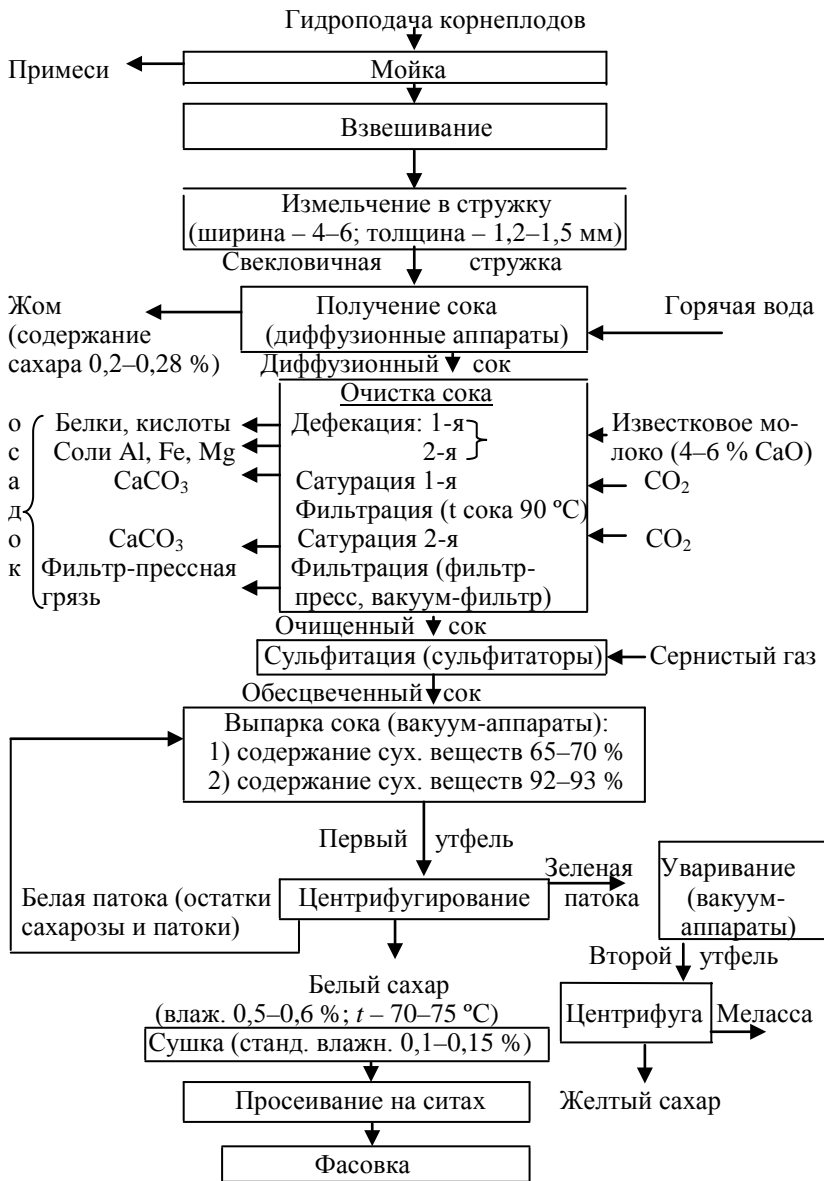 Гидроподача корнеплодов
Примеси
Мойка
Взвешивание
Измельчение в стружку
(ширина – 4–6; толщина – 1,2–1,5 мм)
Свекловичная стружка
Жом
(содержание
сахара 0,2–0,28 %)
Получение сока
(диффузионные аппараты)
Горячая вода
Диффузионный сок
Очистка сока
о
с
а
д
о
к
Белки, кислоты
Соли Al, Fe, Mg
CaCO3
CaCO3
Фильтр-прессная
грязь
Дефекация: 1-я
2-я
Сатурация 1-я
Фильтрация (t сока 90 ºС)
Сатурация 2-я
Фильтрация (фильтр-
пресс, вакуум-фильтр)
Известковое мо-
локо (4–6 % CaO)
CO2
CO2
Очищенный сок
Сульфитация (сульфитаторы)
Сернистый газ
Обесцвеченный сок
Выпарка сока (вакуум-аппараты):
1) содержание сух. веществ 65–70 %
2) содержание сух. веществ 92–93 %
Первый утфель
Белая патока (остатки
сахарозы и патоки)
Центрифугирование
Зеленая
патока
Уваривание
(вакуум-
аппараты)
Второй утфель
Белый сахар
(влаж. 0,5–0,6 %; t – 70–75 ºС)
Центрифуга
Меласса
Сушка (станд. влажн. 0,1–0,15 %)
Просеивание на ситах
Желтый сахар
Фасовка